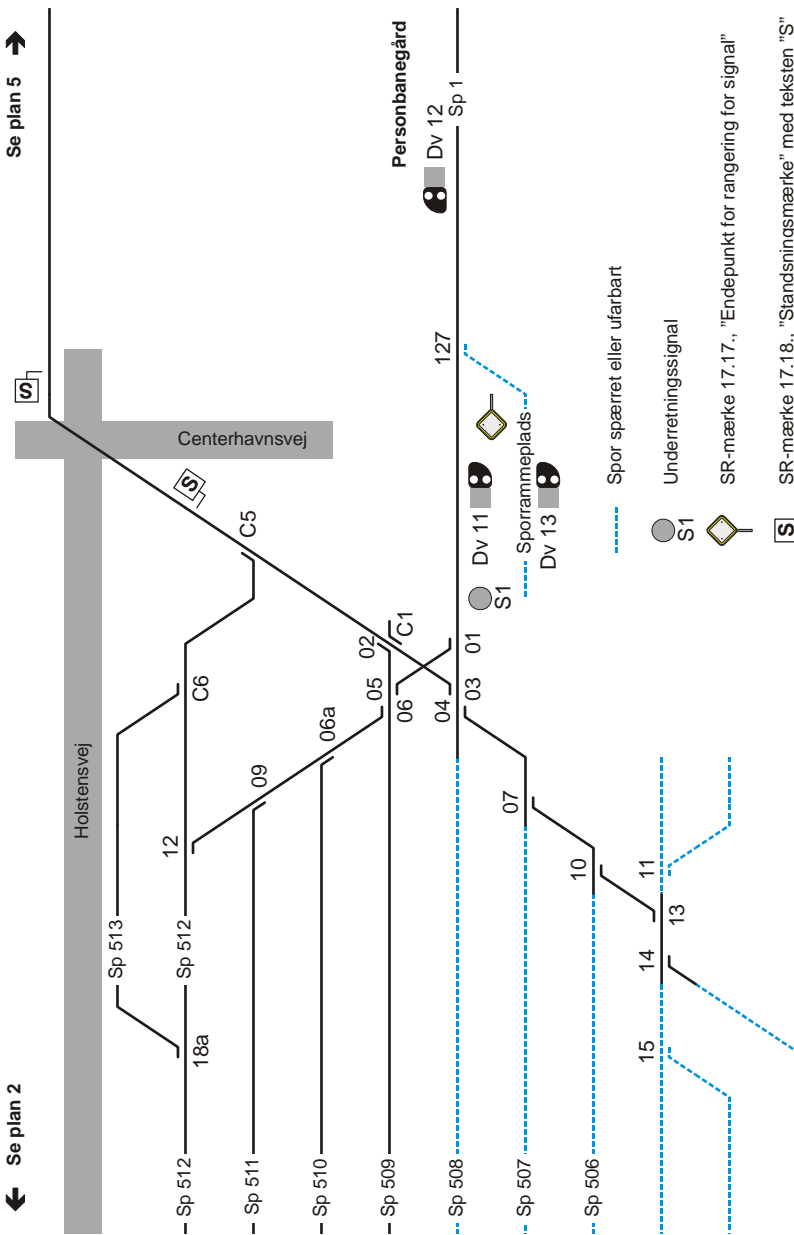 ← Se plan 2
Se plan 5 →
Holstensvej
S
Centerhavnsvej
S
Sp 513
Sp 512
Sp 512
18a
12
C6
C5
Sp 511
09
Sp 510
06a
Sp 509
05
02
06
C1
Personbanegård
Dv 12
Sp 508
04
03
01
127
Sp 1
S1
Dv 11
Sp 507
07
Sporrammeplads
Dv 13
Sp 506
10
15
14
13
11
Spor spærret eller ufarbart
S1
Underretningssignal
SR-mærke 17.17., ”Endepunkt for rangering for signal”
S
SR-mærke 17.18., ”Standsningsmærke” med teksten ”S”